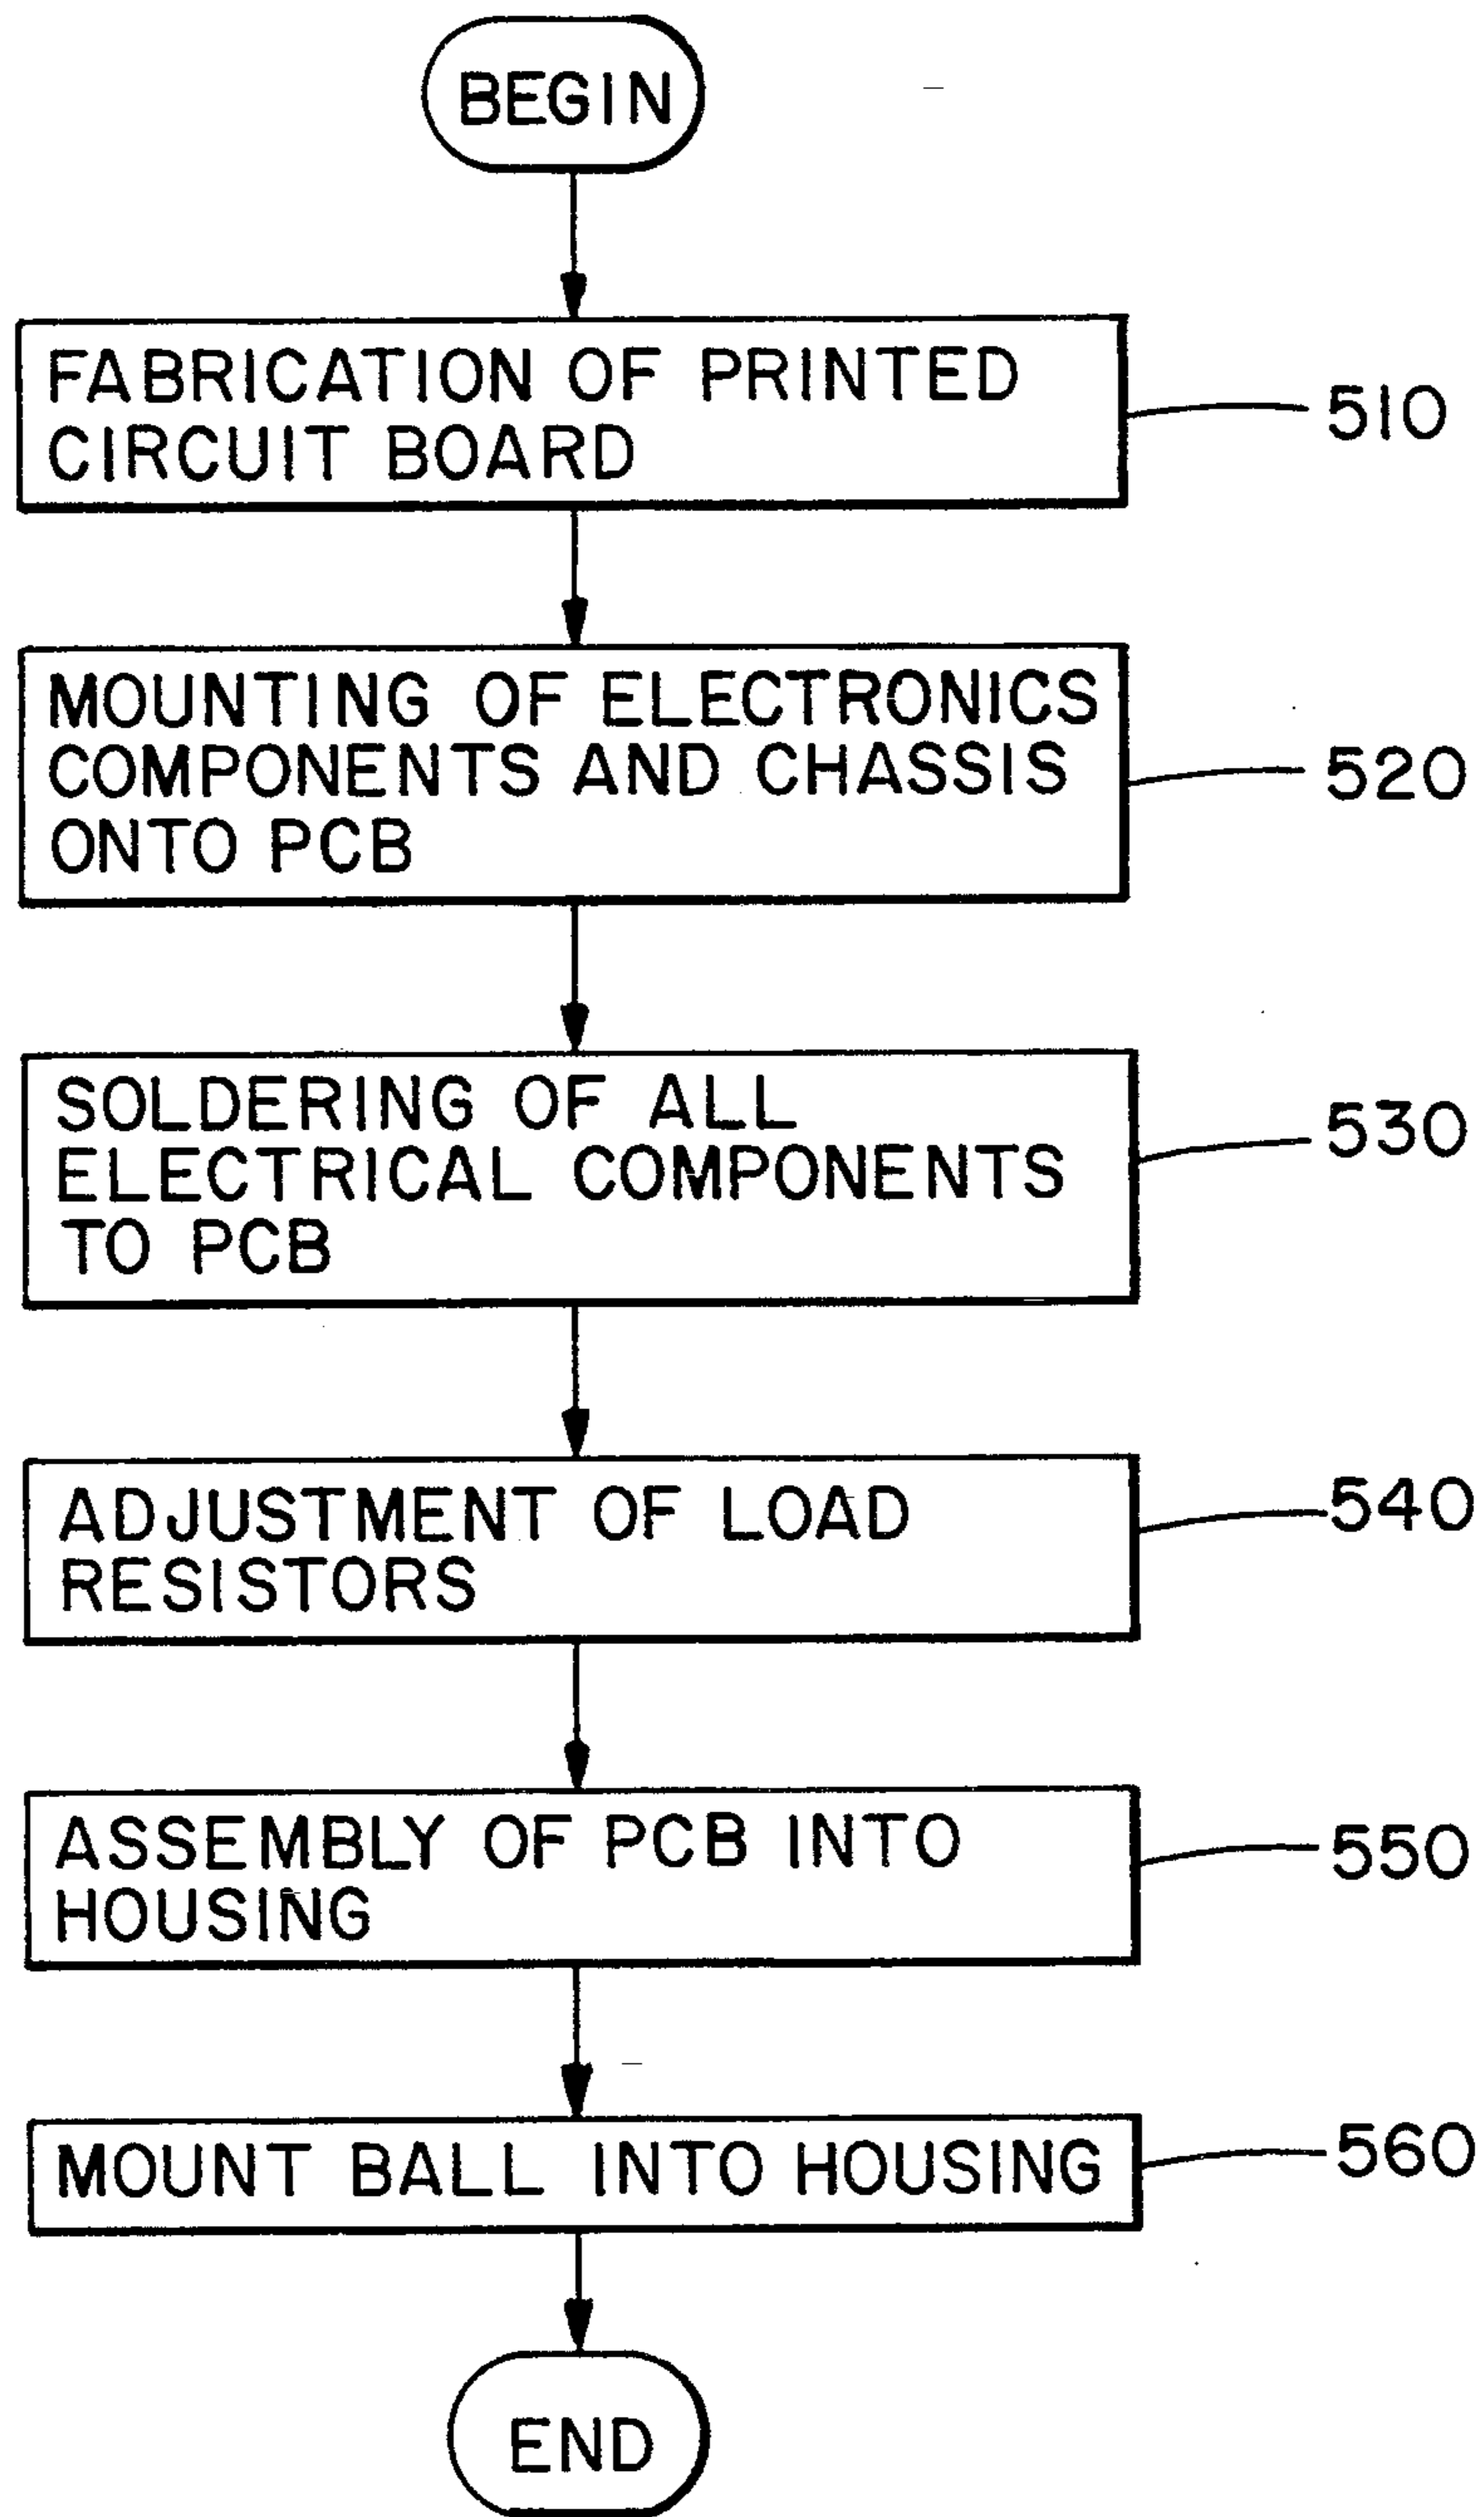 BEGIN
FABRICATION OF PRINTED
CIRCUIT BOARD
510
MOUNTING OF ELECTRONICS
COMPONENTS AND CHASSIS
ONTO PCB
520
SOLDERING OF ALL
ELECTRICAL COMPONENTS
TO PCB
530
ADJUSTMENT OF LOAD
RESISTORS
540
ASSEMBLY OF PCB INTO
HOUSING
550
MOUNT BALL INTO HOUSING
560
END